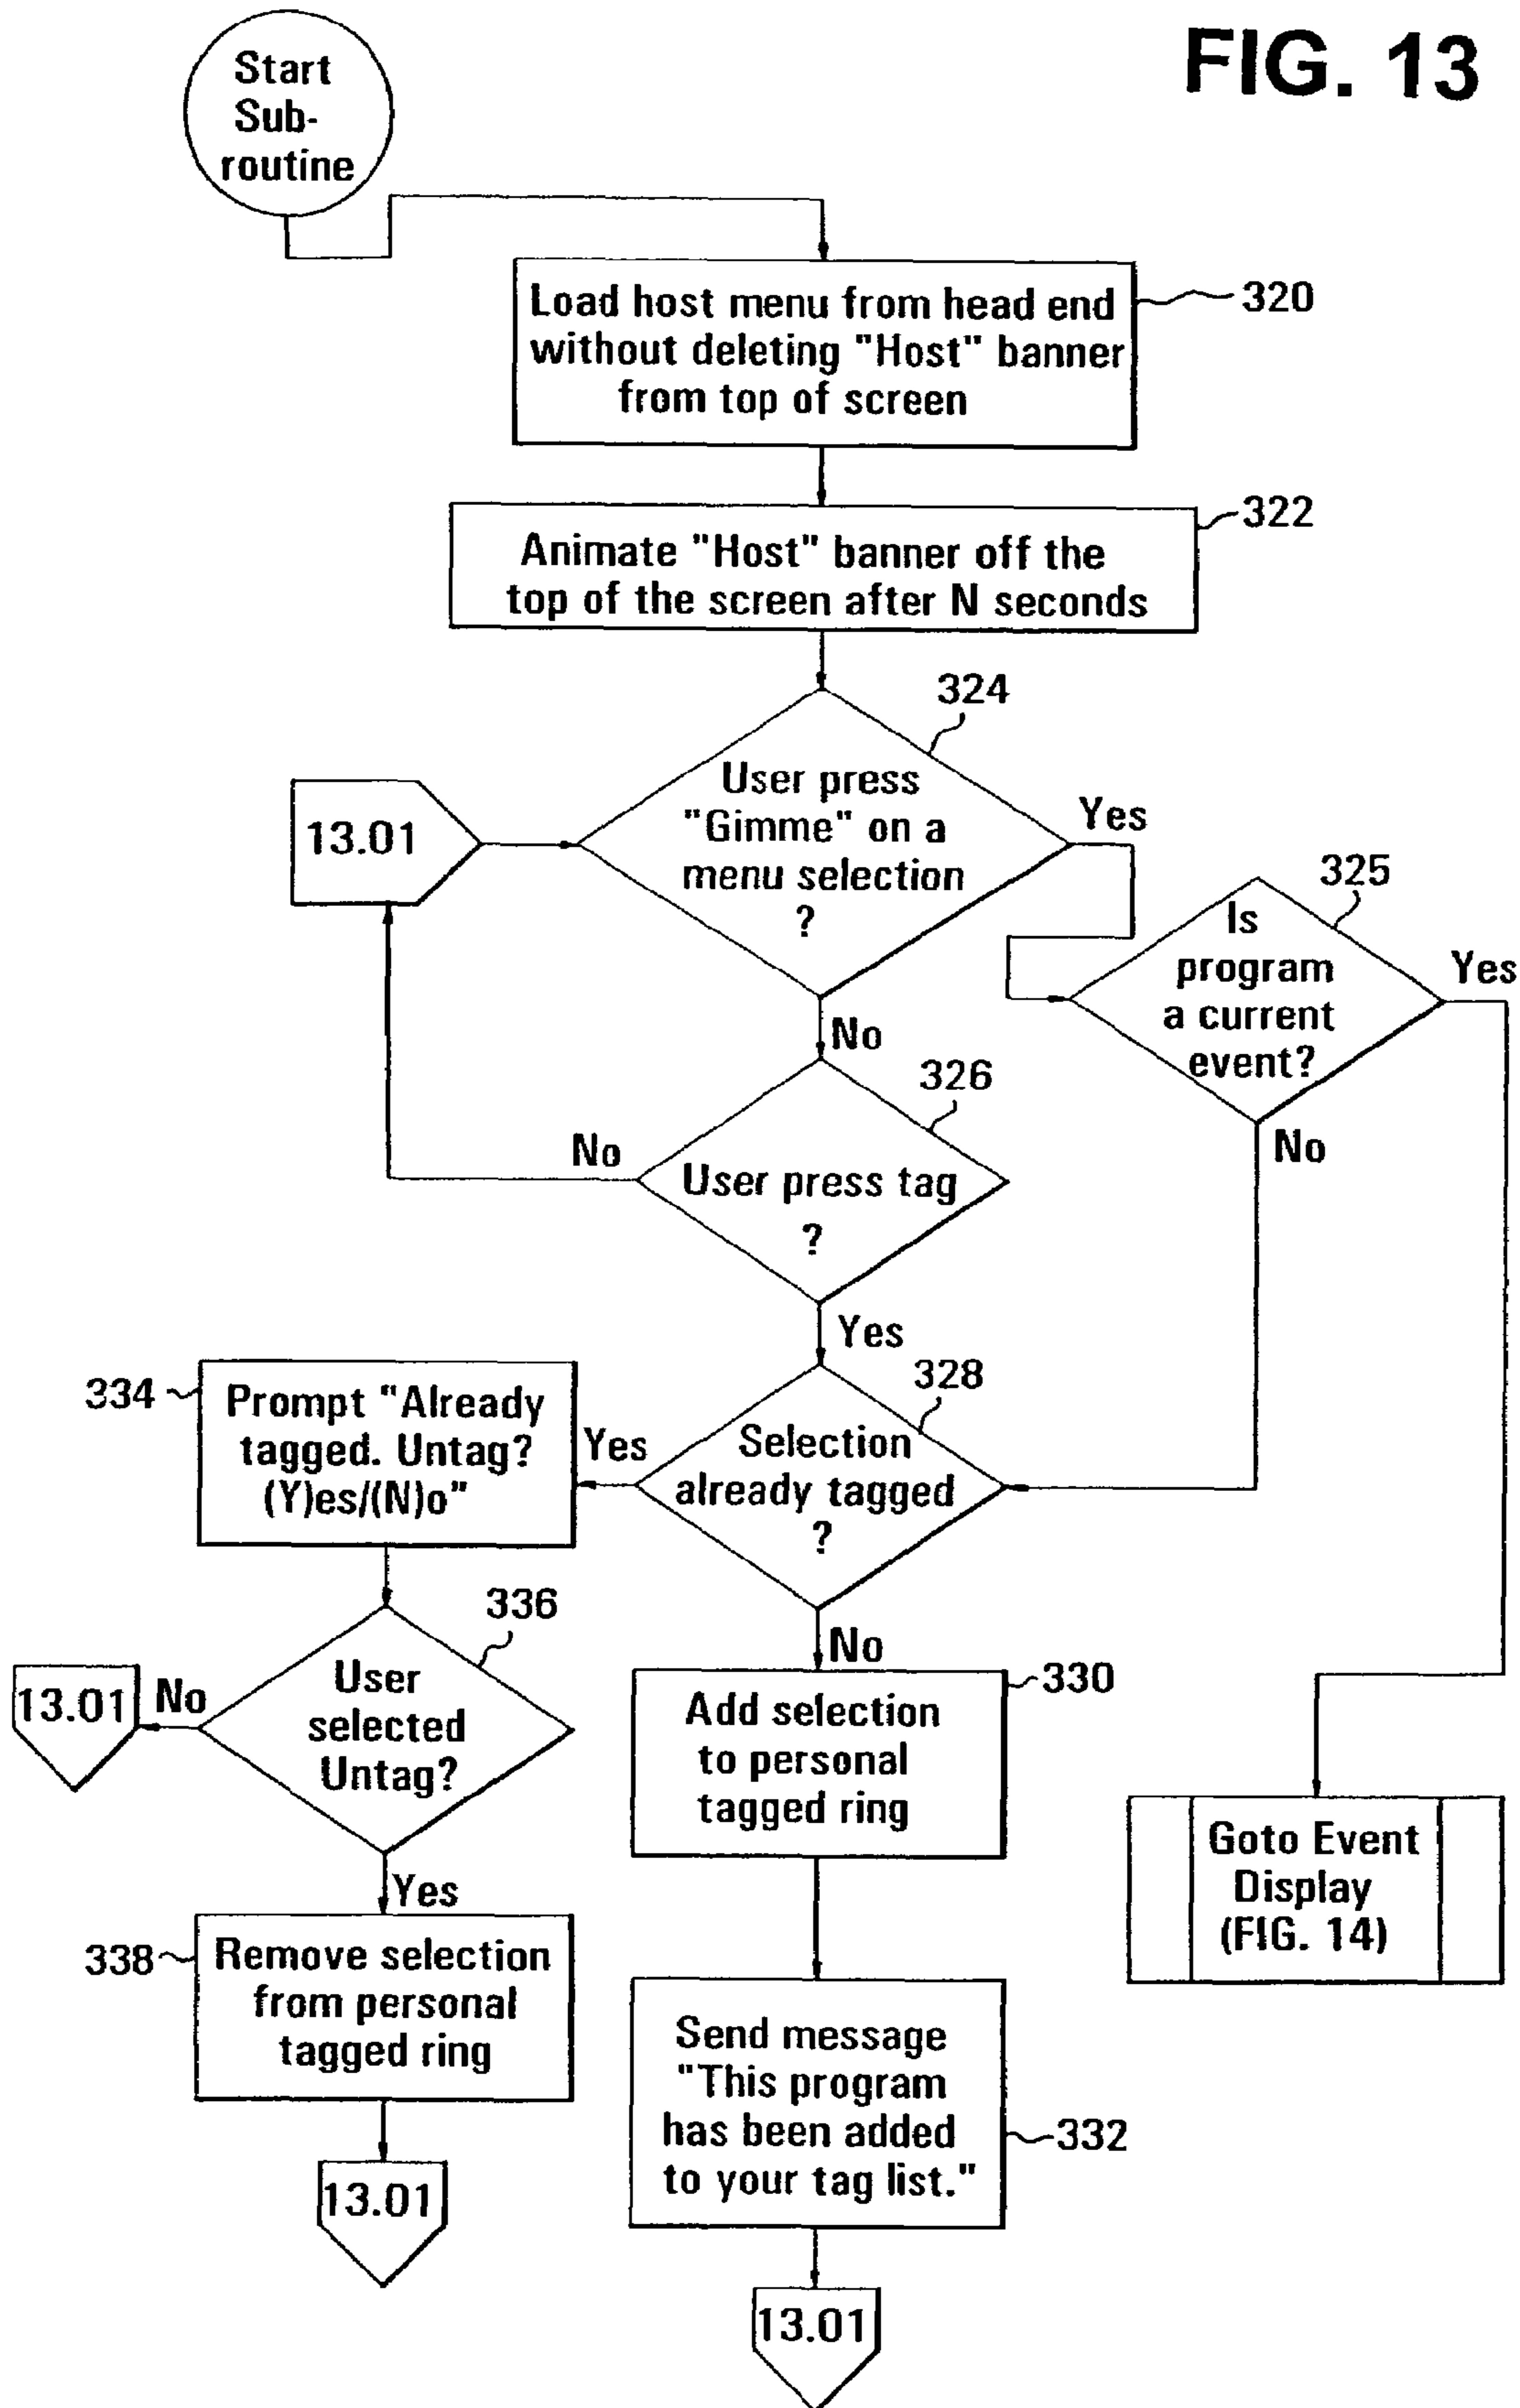 FIG. 13
Start
Sub-
routine
Load host menu from head end
without deleting "Host" banner
from top of screen
320
Animate "Host" banner off the
top of the screen after N seconds
322
324
User press
"Gimme" on a
menu selection
?
Yes
13.01
325
Is
program
a current
event?
Yes
No
No
326
User press tag
?
No
Yes
328
Selection
already tagged
?
Yes
334
Prompt "Already
tagged. Untag?
(Y)es/(N)o"
336
User
selected
Untag?
No
13.01
No
330
Add selection
to personal
tagged ring
Goto Event
Display
(FIG. 14)
Yes
338
Remove selection
from personal
tagged ring
Send message
"This program
has been added
to your tag list."
332
13.01
13.01